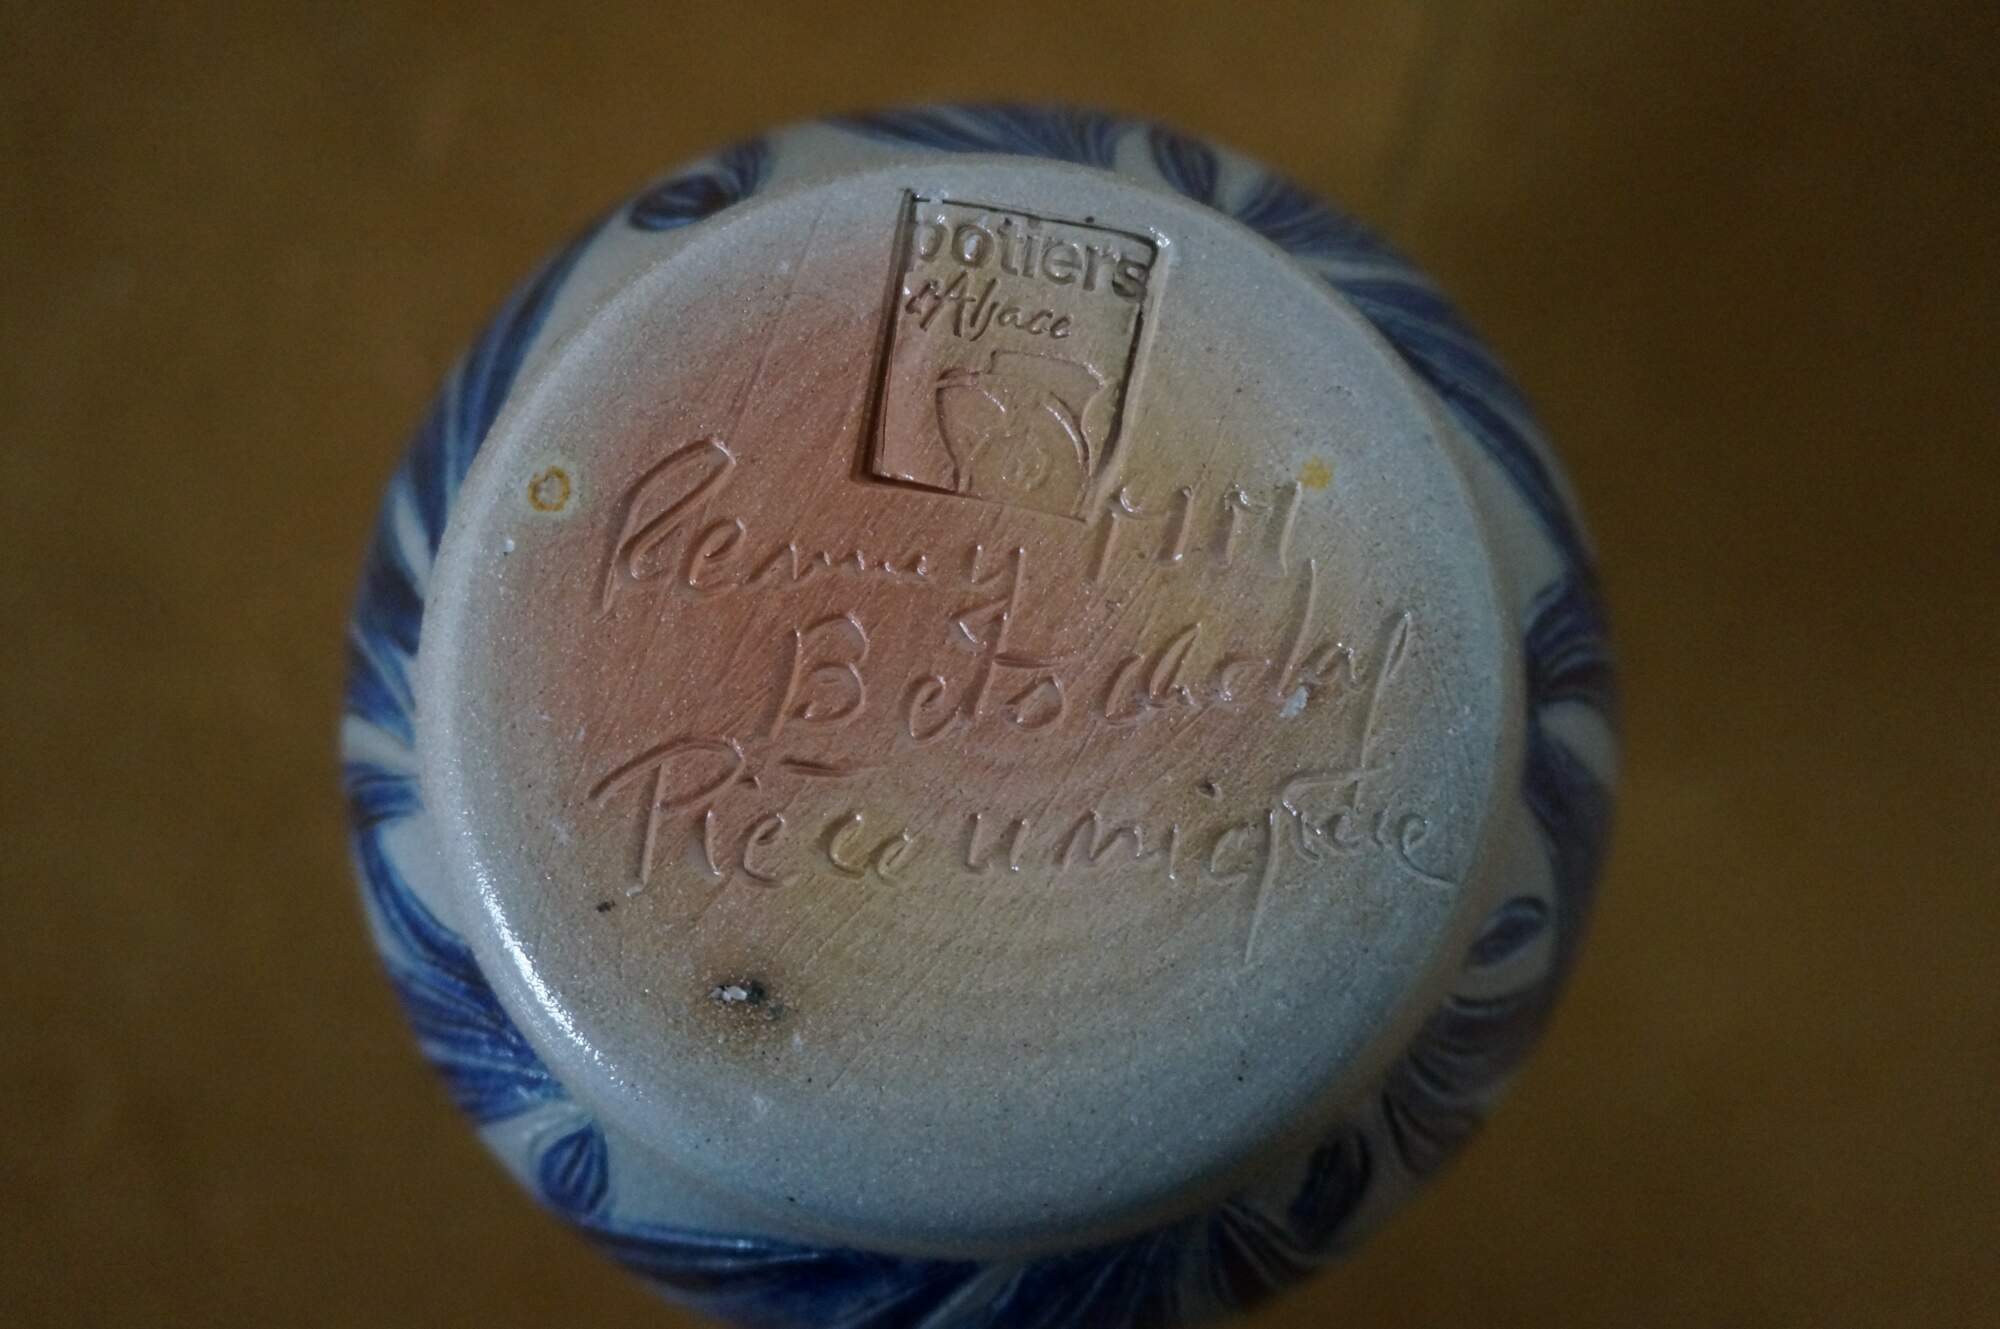 potiers
d'Alsace
Remmy
Betschdorf
Pièce unique